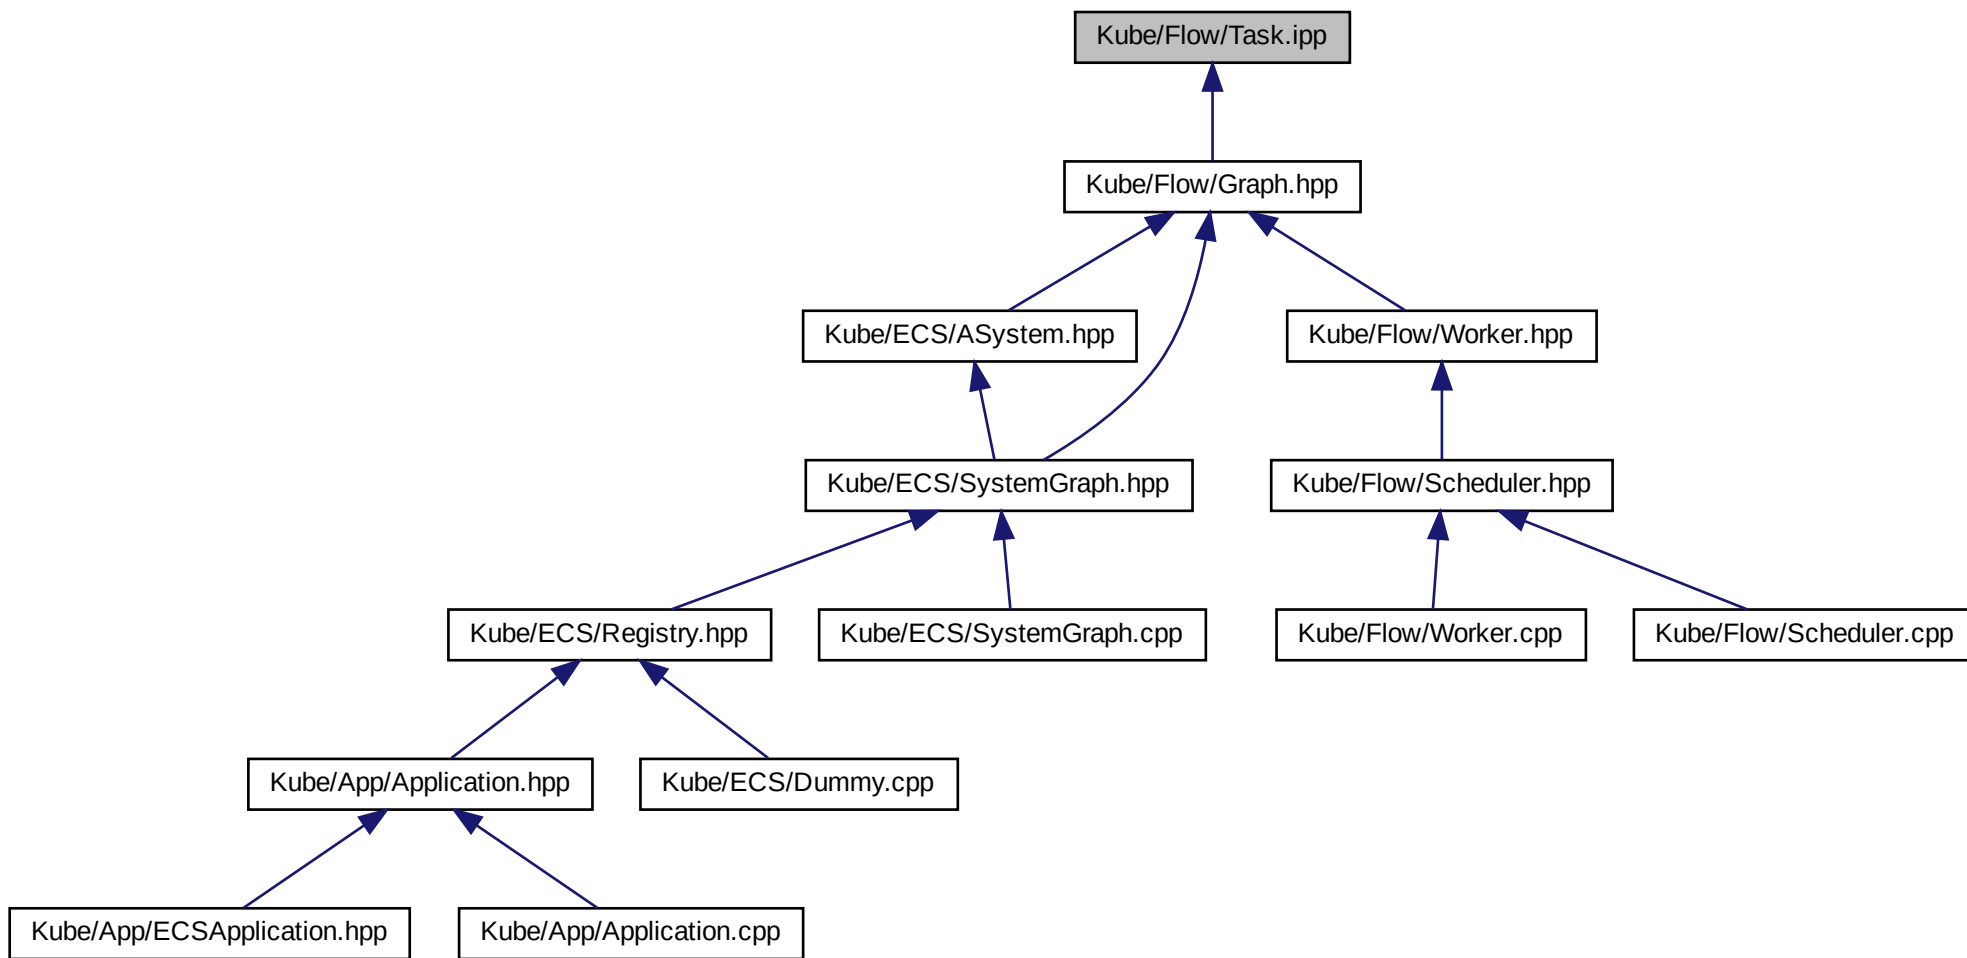 Kube/Flow/Task.ipp
Kube/Flow/Graph.hpp
Kube/ECS/ASystem.hpp
Kube/Flow/Worker.hpp
Kube/ECS/SystemGraph.hpp
Kube/Flow/Scheduler.hpp
Kube/ECS/Registry.hpp
Kube/ECS/SystemGraph.cpp
Kube/Flow/Worker.cpp
Kube/Flow/Scheduler.cpp
Kube/App/Application.hpp
Kube/ECS/Dummy.cpp
Kube/App/ECSApplication.hpp
Kube/App/Application.cpp